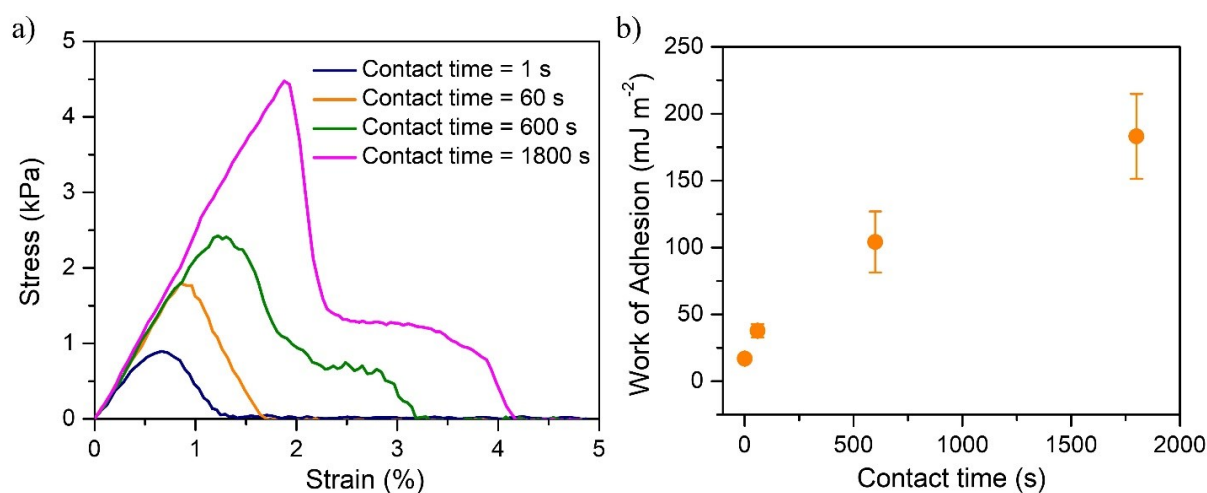 a)
5
4
3
2
1
0
Stress (kPa)
Contact time = 1 s
Contact time = 60 s
Contact time = 600 s
Contact time = 1800 s
0 1 2 3 4 5
Strain (%)
b)
250
200
150
100
50
0
Work of Adhesion (mJ m⁻²)
0 500 1000 1500 2000
Contact time (s)